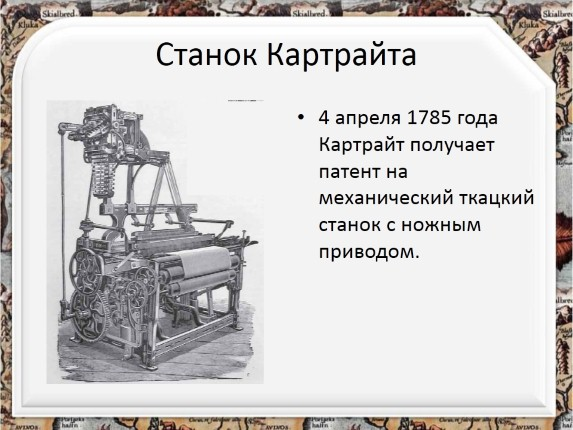 Станок Картрайта
• 4 апреля 1785 года
Картрайт получает
патент на
механический ткацкий
станок с ножным
приводом.